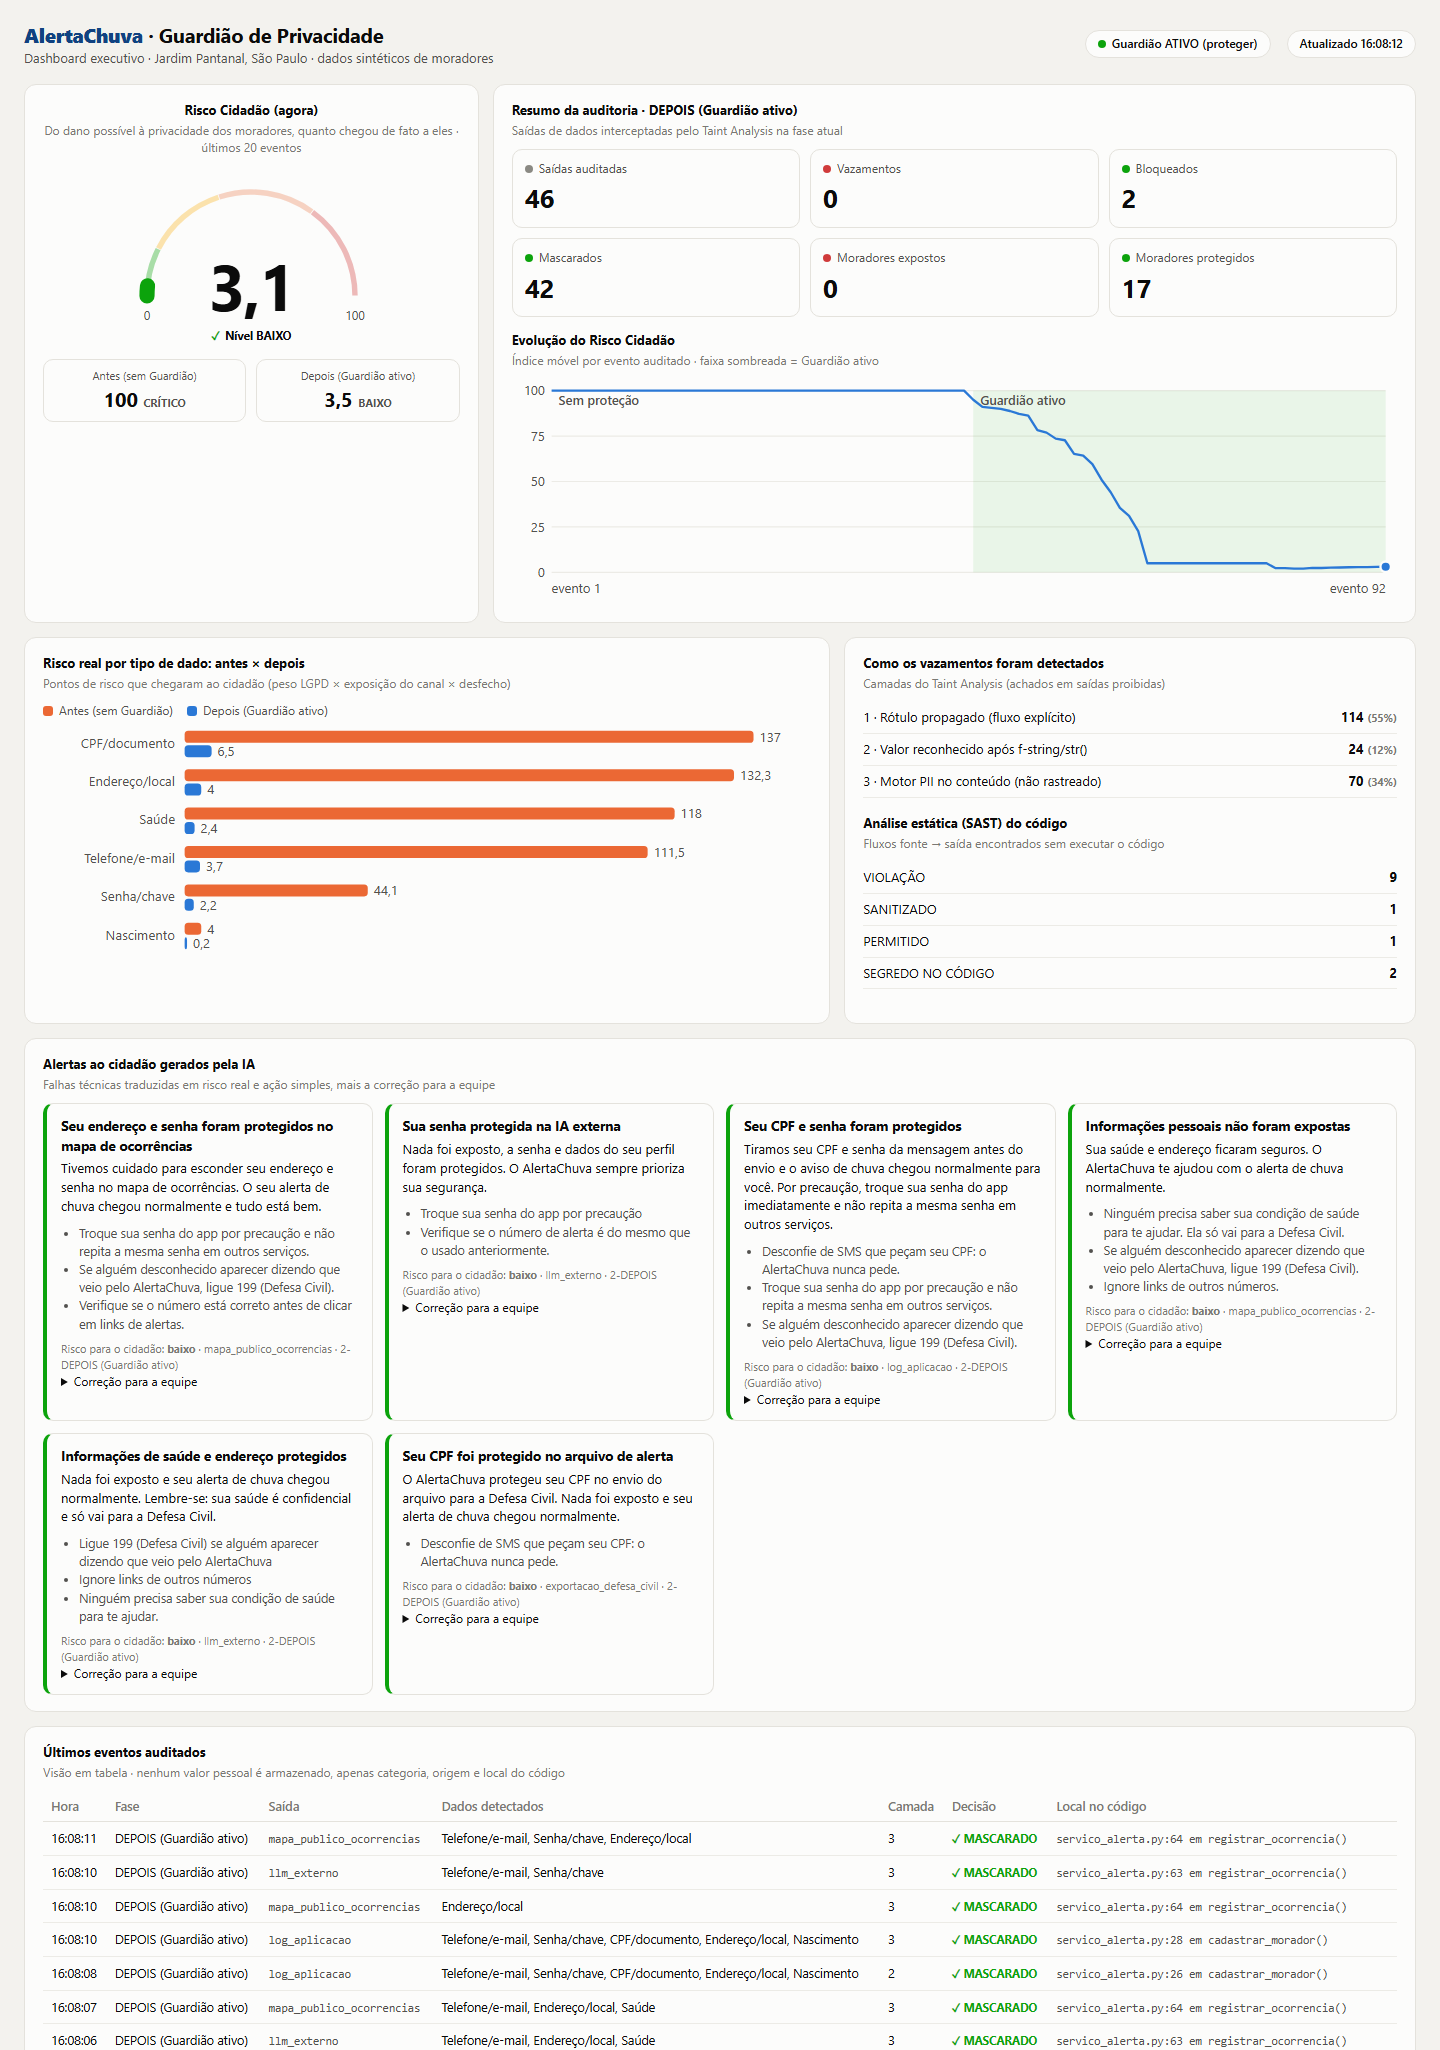 AlertaChuva · Guardião de Privacidade
Dashboard executivo · Jardim Pantanal, São Paulo · dados sintéticos de moradores
Guardião ATIVO (proteger)
Atualizado 16:08:12
Risco Cidadão (agora)
Do dano possível à privacidade dos moradores, quanto chegou de fato a eles ·
últimos 20 eventos
3,1
0
100
✓ Nível BAIXO
Antes (sem Guardião)
100 CRÍTICO
Depois (Guardião ativo)
3,5 BAIXO
Resumo da auditoria · DEPOIS (Guardião ativo)
Saídas de dados interceptadas pelo Taint Analysis na fase atual
Saídas auditadas
46
Vazamentos
0
Bloqueados
2
Mascarados
42
Moradores expostos
0
Moradores protegidos
17
Evolução do Risco Cidadão
Índice móvel por evento auditado · faixa sombreada = Guardião ativo
100
75
50
25
0
Sem proteção
Guardião ativo
evento 1
evento 92
Risco real por tipo de dado: antes × depois
Pontos de risco que chegaram ao cidadão (peso LGPD × exposição do canal × desfecho)
Antes (sem Guardião)
Depois (Guardião ativo)
CPF/documento
137
6,5
Endereço/local
132,3
4
Saúde
118
2,4
Telefone/e-mail
111,5
3,7
Senha/chave
44,1
2,2
Nascimento
4
0,2
Como os vazamentos foram detectados
Camadas do Taint Analysis (achados em saídas proibidas)
1 · Rótulo propagado (fluxo explícito) 114 (55%)
2 · Valor reconhecido após f-string/str() 24 (12%)
3 · Motor PII no conteúdo (não rastreado) 70 (34%)
Análise estática (SAST) do código
Fluxos fonte → saída encontrados sem executar o código
VIOLAÇÃO 9
SANITIZADO 1
PERMITIDO 1
SEGREDO NO CÓDIGO 2
Alertas ao cidadão gerados pela IA
Falhas técnicas traduzidas em risco real e ação simples, mais a correção para a equipe
Seu endereço e senha foram protegidos no
mapa de ocorrências
Tivemos cuidado para esconder seu endereço e
senha no mapa de ocorrências. O seu alerta de
chuva chegou normalmente e tudo está bem.
• Troque sua senha do app por precaução e não
repita a mesma senha em outros serviços.
• Se alguém desconhecido aparecer dizendo que
veio pelo AlertaChuva, ligue 199 (Defesa Civil).
• Verifique se o número está correto antes de clicar
em links de alertas.
Risco para o cidadão: baixo · mapa_publico_ocorrencias · 2-
DEPOIS (Guardião ativo)
▶ Correção para a equipe
Sua senha protegida na IA externa
Nada foi exposto, a senha e dados do seu perfil
foram protegidos. O AlertaChuva sempre prioriza
sua segurança.
• Troque sua senha do app por precaução
• Verifique se o número de alerta é do mesmo que
o usado anteriormente.
Risco para o cidadão: baixo · llm_externo · 2-DEPOIS
(Guardião ativo)
▶ Correção para a equipe
Seu CPF e senha foram protegidos
Tiramos seu CPF e senha da mensagem antes do
envio e o aviso de chuva chegou normalmente para
você. Por precaução, troque sua senha do app
imediatamente e não repita a mesma senha em
outros serviços.
• Desconfie de SMS que peçam seu CPF: o
AlertaChuva nunca pede.
• Troque sua senha do app por precaução e não
repita a mesma senha em outros serviços.
• Se alguém desconhecido aparecer dizendo que
veio pelo AlertaChuva, ligue 199 (Defesa Civil).
Risco para o cidadão: baixo · log_aplicacao · 2-DEPOIS
(Guardião ativo)
▶ Correção para a equipe
Informações pessoais não foram expostas
Sua saúde e endereço ficaram seguros. O
AlertaChuva te ajudou com o alerta de chuva
normalmente.
• Ninguém precisa saber sua condição de saúde
para te ajudar. Ela só vai para a Defesa Civil.
• Se alguém desconhecido aparecer dizendo que
veio pelo AlertaChuva, ligue 199 (Defesa Civil).
• Ignore links de outros números.
Risco para o cidadão: baixo · mapa_publico_ocorrencias · 2-
DEPOIS (Guardião ativo)
▶ Correção para a equipe
Informações de saúde e endereço protegidos
Nada foi exposto e seu alerta de chuva chegou
normalmente. Lembre-se: sua saúde é confidencial
e só vai para a Defesa Civil.
• Ligue 199 (Defesa Civil) se alguém aparecer
dizendo que veio pelo AlertaChuva
• Ignore links de outros números
• Ninguém precisa saber sua condição de saúde
para te ajudar.
Risco para o cidadão: baixo · llm_externo · 2-DEPOIS
(Guardião ativo)
▶ Correção para a equipe
Seu CPF foi protegido no arquivo de alerta
O AlertaChuva protegeu seu CPF no envio do
arquivo para a Defesa Civil. Nada foi exposto e seu
alerta de chuva chegou normalmente.
• Desconfie de SMS que peçam seu CPF: o
AlertaChuva nunca pede.
Risco para o cidadão: baixo · exportacao_defesa_civil · 2-
DEPOIS (Guardião ativo)
▶ Correção para a equipe
Últimos eventos auditados
Visão em tabela · nenhum valor pessoal é armazenado, apenas categoria, origem e local do código
Hora Fase Saída Dados detectados Camada Decisão Local no código
16:08:11 DEPOIS (Guardião ativo) mapa_publico_ocorrencias Telefone/e-mail, Senha/chave, Endereço/local 3 ✓ MASCARADO servico_alerta.py:64 em registrar_ocorrencia()
16:08:10 DEPOIS (Guardião ativo) llm_externo Telefone/e-mail, Senha/chave 3 ✓ MASCARADO servico_alerta.py:63 em registrar_ocorrencia()
16:08:10 DEPOIS (Guardião ativo) mapa_publico_ocorrencias Endereço/local 3 ✓ MASCARADO servico_alerta.py:64 em registrar_ocorrencia()
16:08:10 DEPOIS (Guardião ativo) log_aplicacao Telefone/e-mail, Senha/chave, CPF/documento, Endereço/local, Nascimento 3 ✓ MASCARADO servico_alerta.py:28 em cadastrar_morador()
16:08:08 DEPOIS (Guardião ativo) log_aplicacao Telefone/e-mail, Senha/chave, CPF/documento, Endereço/local, Nascimento 2 ✓ MASCARADO servico_alerta.py:26 em cadastrar_morador()
16:08:07 DEPOIS (Guardião ativo) mapa_publico_ocorrencias Telefone/e-mail, Endereço/local, Saúde 3 ✓ MASCARADO servico_alerta.py:64 em registrar_ocorrencia()
16:08:06 DEPOIS (Guardião ativo) llm_externo Telefone/e-mail, Endereço/local, Saúde 3 ✓ MASCARADO servico_alerta.py:63 em registrar_ocorrencia()